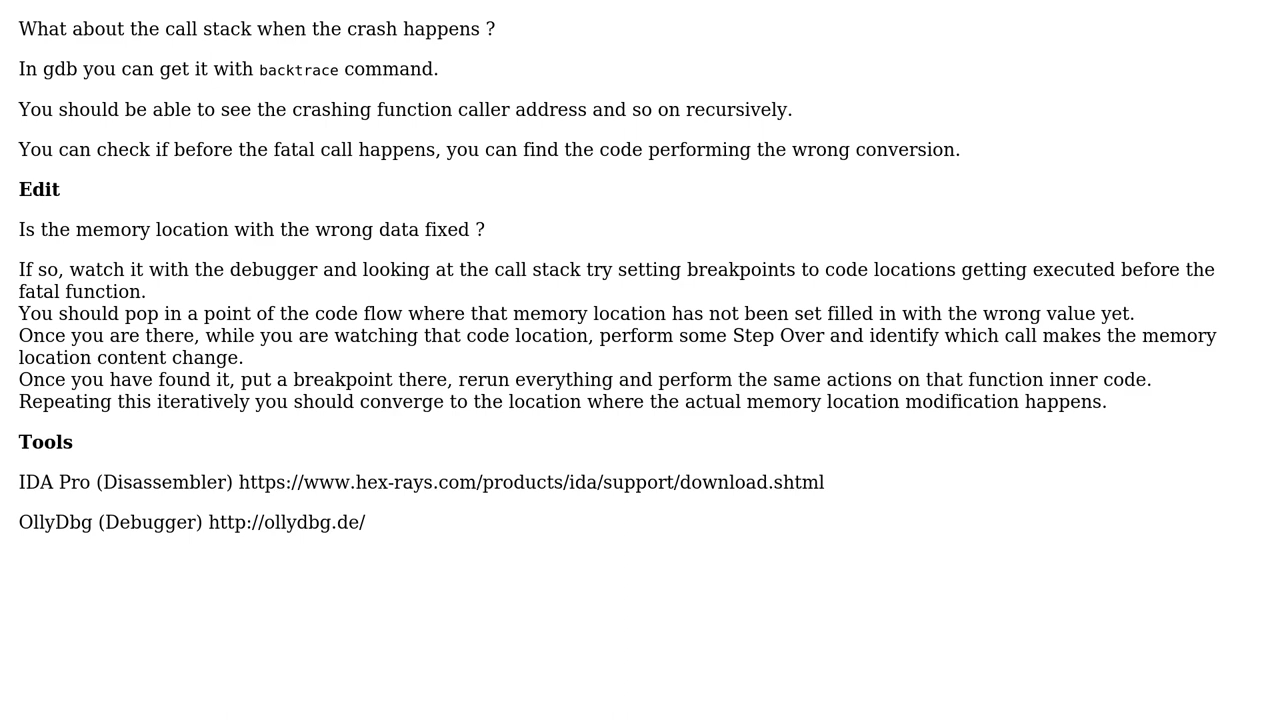 What about the call stack when the crash happens ?
In gdb you can get it with backtrace command.
You should be able to see the crashing function caller address and so on recursively.
You can check if before the fatal call happens, you can find the code performing the wrong conversion.
Edit
Is the memory location with the wrong data fixed ?
If so, watch it with the debugger and looking at the call stack try setting breakpoints to code locations getting executed before the
fatal function.
You should pop in a point of the code flow where that memory location has not been set filled in with the wrong value yet.
Once you are there, while you are watching that code location, perform some Step Over and identify which call makes the memory
location content change.
Once you have found it, put a breakpoint there, rerun everything and perform the same actions on that function inner code.
Repeating this iteratively you should converge to the location where the actual memory location modification happens.
Tools
IDA Pro (Disassembler) https://www.hex-rays.com/products/ida/support/download.shtml
OllyDbg (Debugger) http://ollydbg.de/